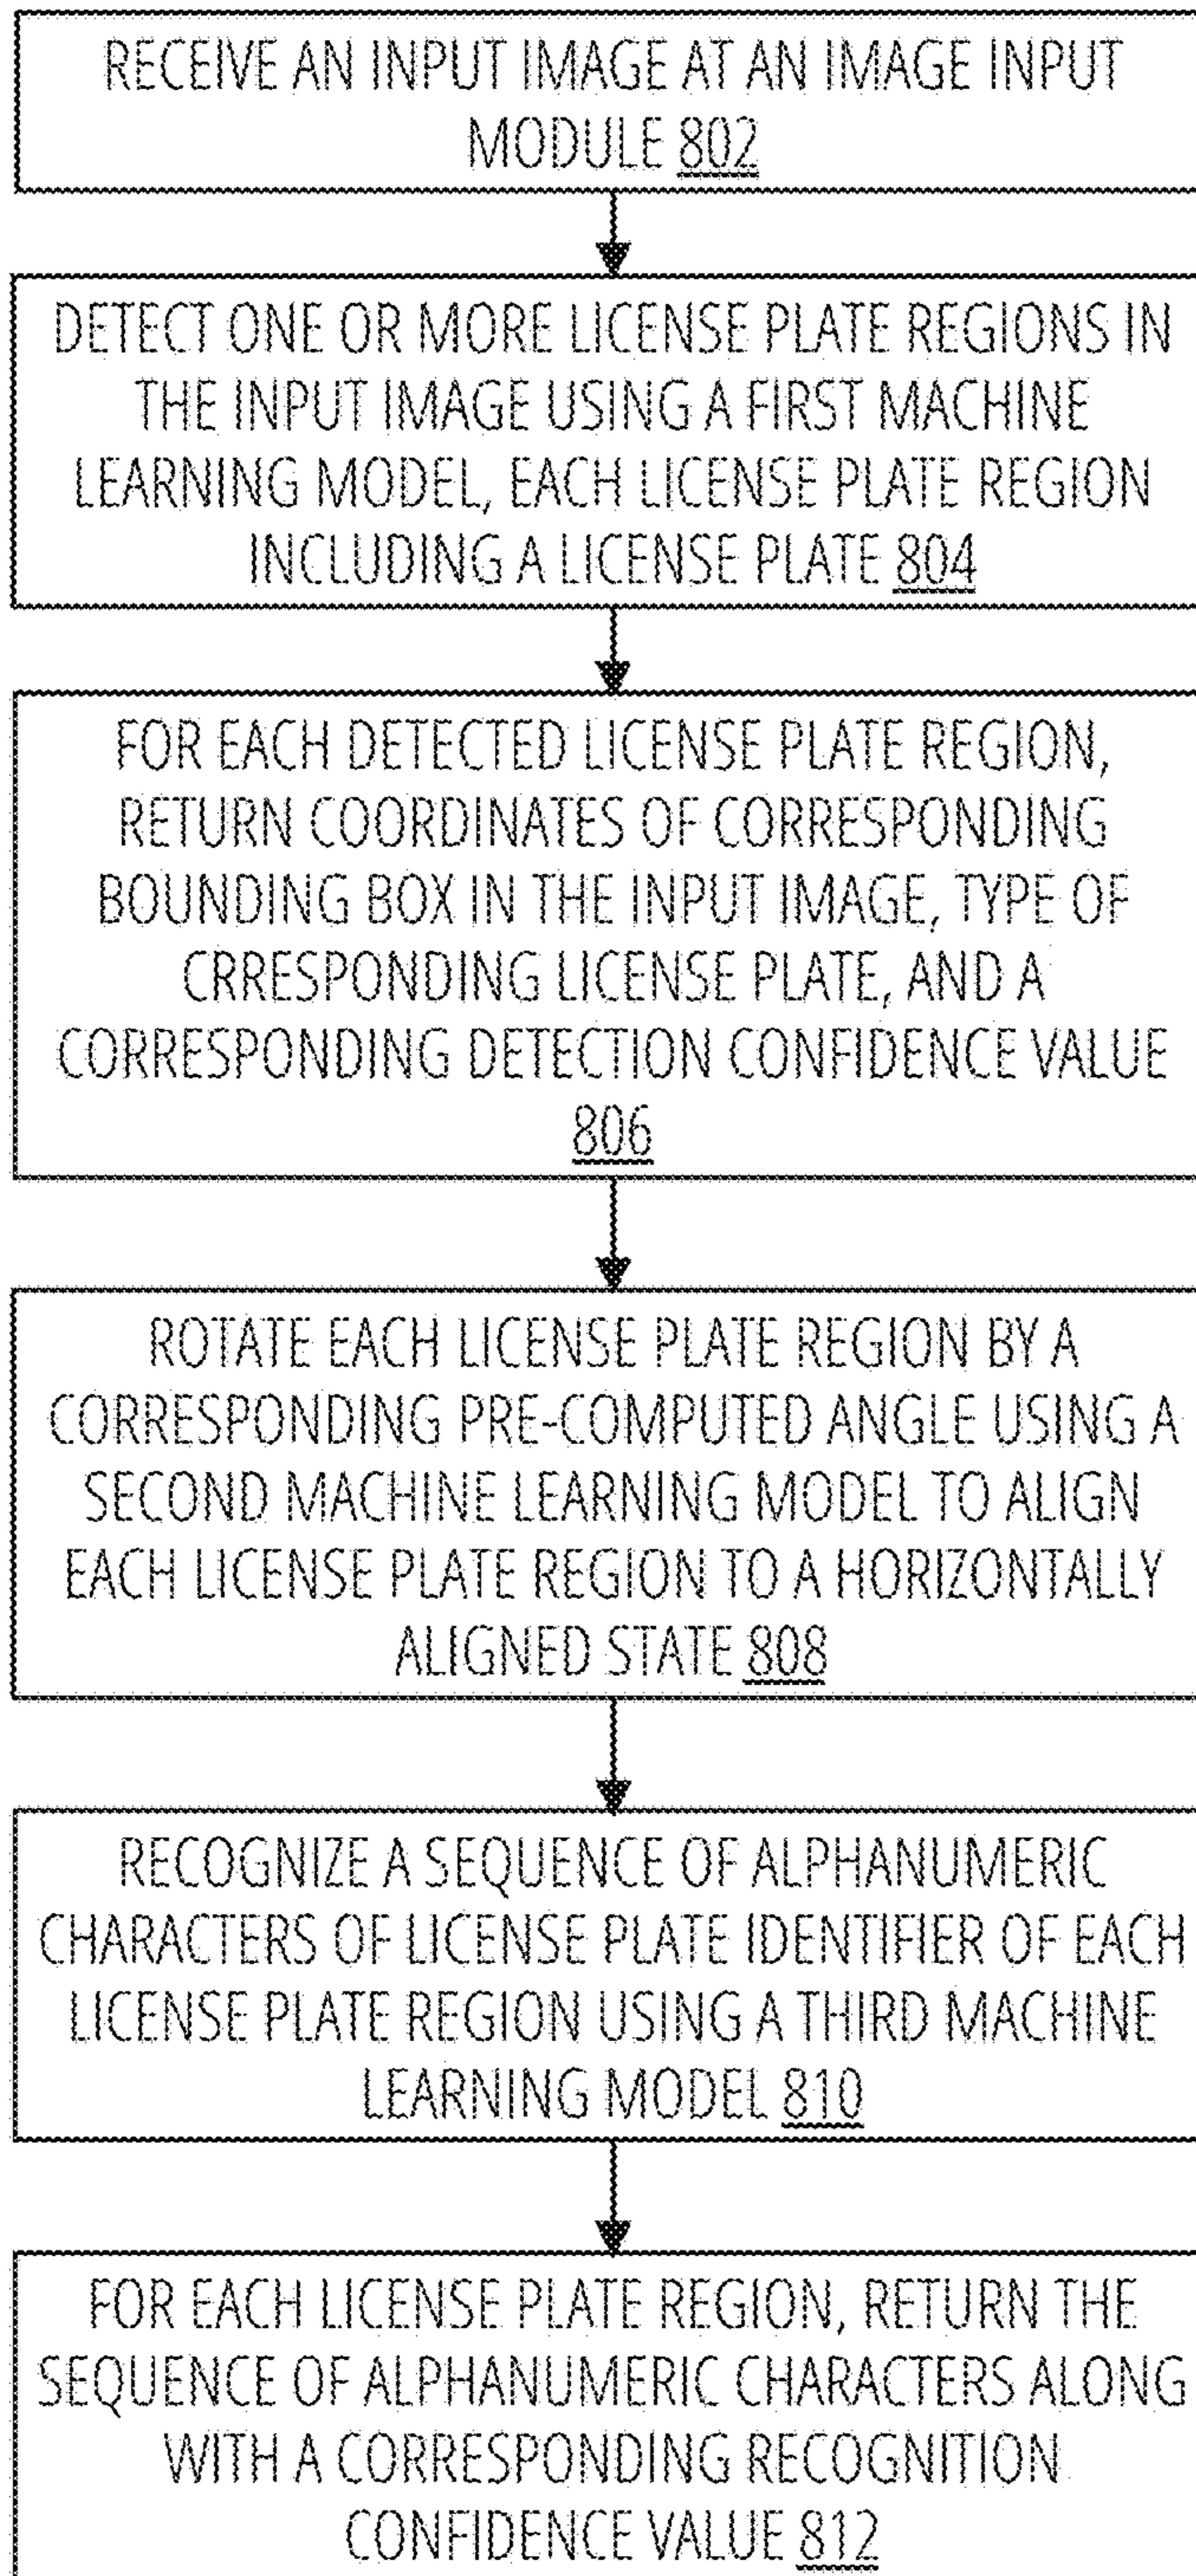 RECEIVE AN INPUT IMAGE AT AN IMAGE INPUT
MODULE 802
DETECT ONE OR MORE LICENSE PLATE REGIONS IN
THE INPUT IMAGE USING A FIRST MACHINE
LEARNING MODEL, EACH LICENSE PLATE REGION
INCLUDING A LICENSE PLATE 804
FOR EACH DETECTED LICENSE PLATE REGION,
RETURN COORDINATES OF CORRESPONDING
BOUNDING BOX IN THE INPUT IMAGE, TYPE OF
CRRESPONDING LICENSE PLATE, AND A
CORRESPONDING DETECTION CONFIDENCE VALUE
806
ROTATE EACH LICENSE PLATE REGION BY A
CORRESPONDING PRE-COMPUTED ANGLE USING A
SECOND MACHINE LEARNING MODEL TO ALIGN
EACH LICENSE PLATE REGION TO A HORIZONTALLY
ALIGNED STATE 808
RECOGNIZE A SEQUENCE OF ALPHANUMERIC
CHARACTERS OF LICENSE PLATE IDENTIFIER OF EACH
LICENSE PLATE REGION USING A THIRD MACHINE
LEARNING MODEL 810
FOR EACH LICENSE PLATE REGION, RETURN THE
SEQUENCE OF ALPHANUMERIC CHARACTERS ALONG
WITH A CORRESPONDING RECOGNITION
CONFIDENCE VALUE 812